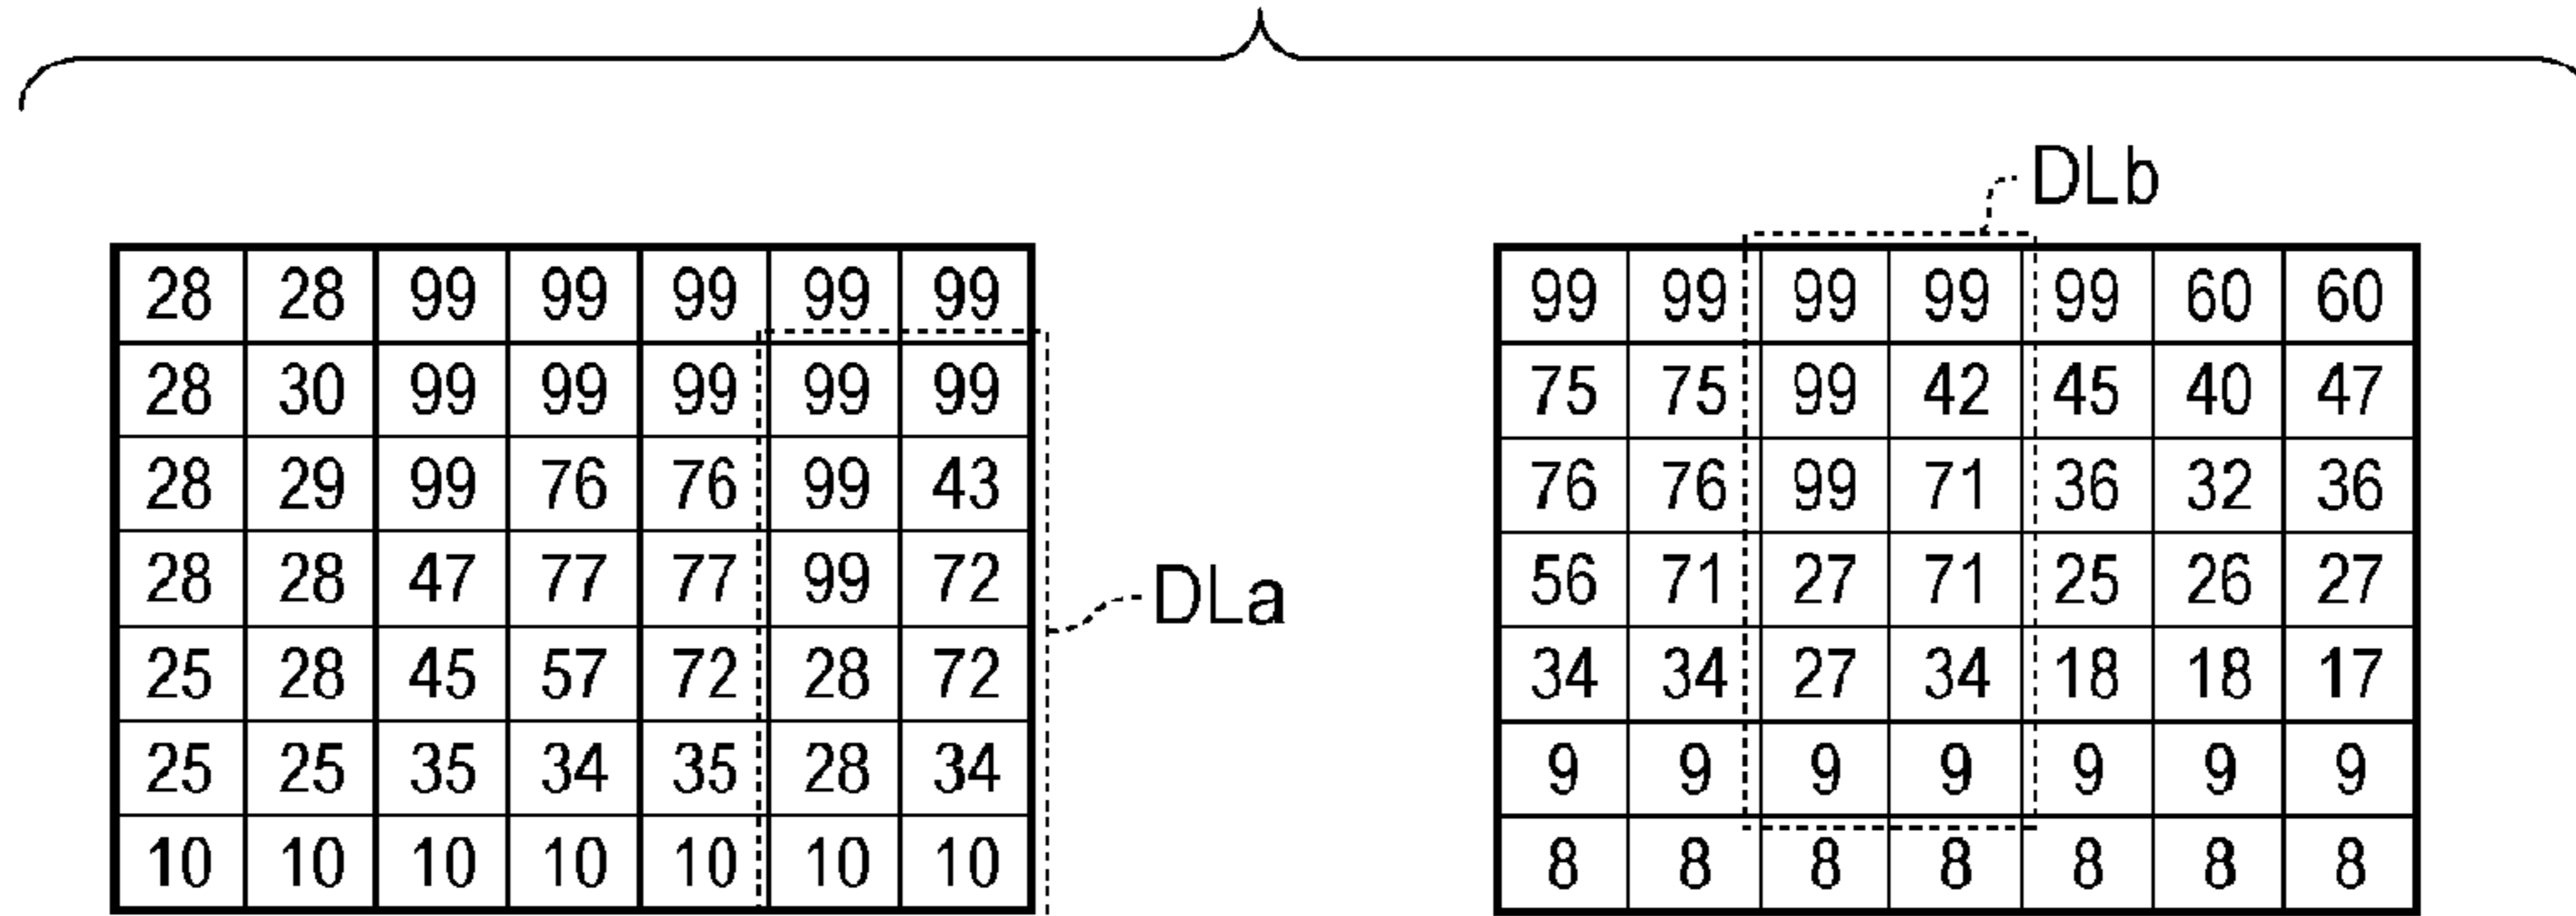 DLb
28 28 99 99 99 99 99
28 30 99 99 99 99 99
28 29 99 76 76 99 43
28 28 47 77 77 99 72
25 28 45 57 72 28 72
25 25 35 34 35 28 34
10 10 10 10 10 10 10
DLa
99 99 99 99 99 60 60
75 75 99 42 45 40 47
76 76 99 71 36 32 36
56 71 27 71 25 26 27
34 34 27 34 18 18 17
9 9 9 9 9 9 9
8 8 8 8 8 8 8